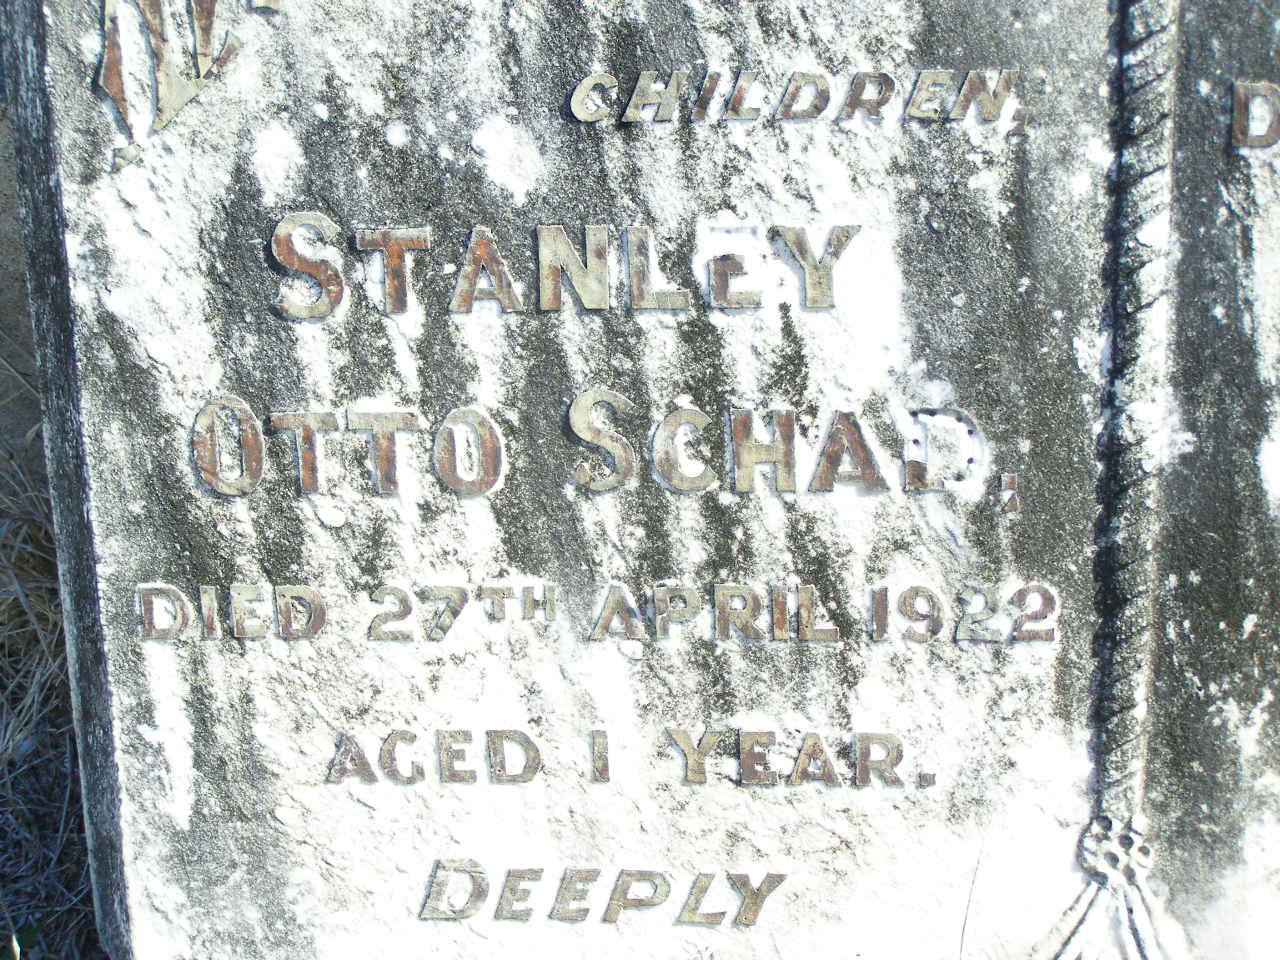 CHILDREN,
STANLEY
OTTO SCHAD,
DIED 27TH APRIL 1922
AGED 1 YEAR.
DEEPLY